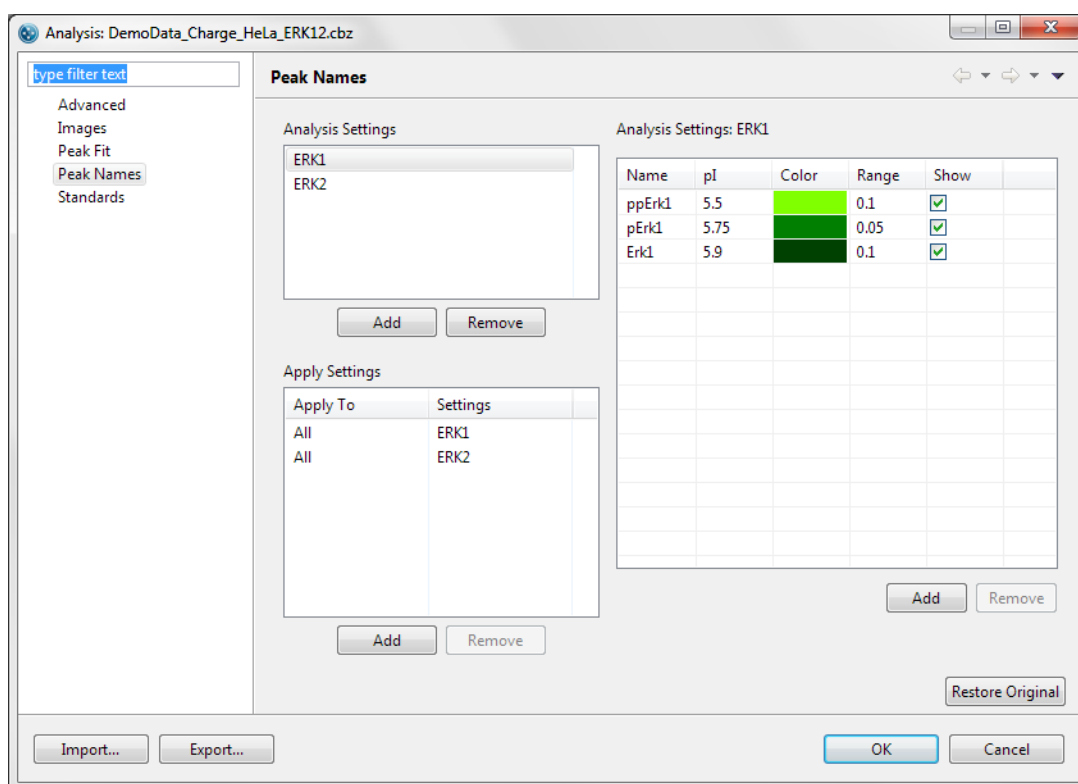 Analysis: DemoData_Charge_HeLa_ERK12.cbz
type filter text
Advanced
Images
Peak Fit
Peak Names
Standards
Peak Names
Analysis Settings
ERK1
ERK2
Add Remove
Apply Settings
Apply To Settings
All ERK1
All ERK2
Add Remove
Analysis Settings: ERK1
Name pI Color Range Show
ppErk1 5.5 0.1
pErk1 5.75 0.05
Erk1 5.9 0.1
Add Remove
Restore Original
Import... Export... OK Cancel